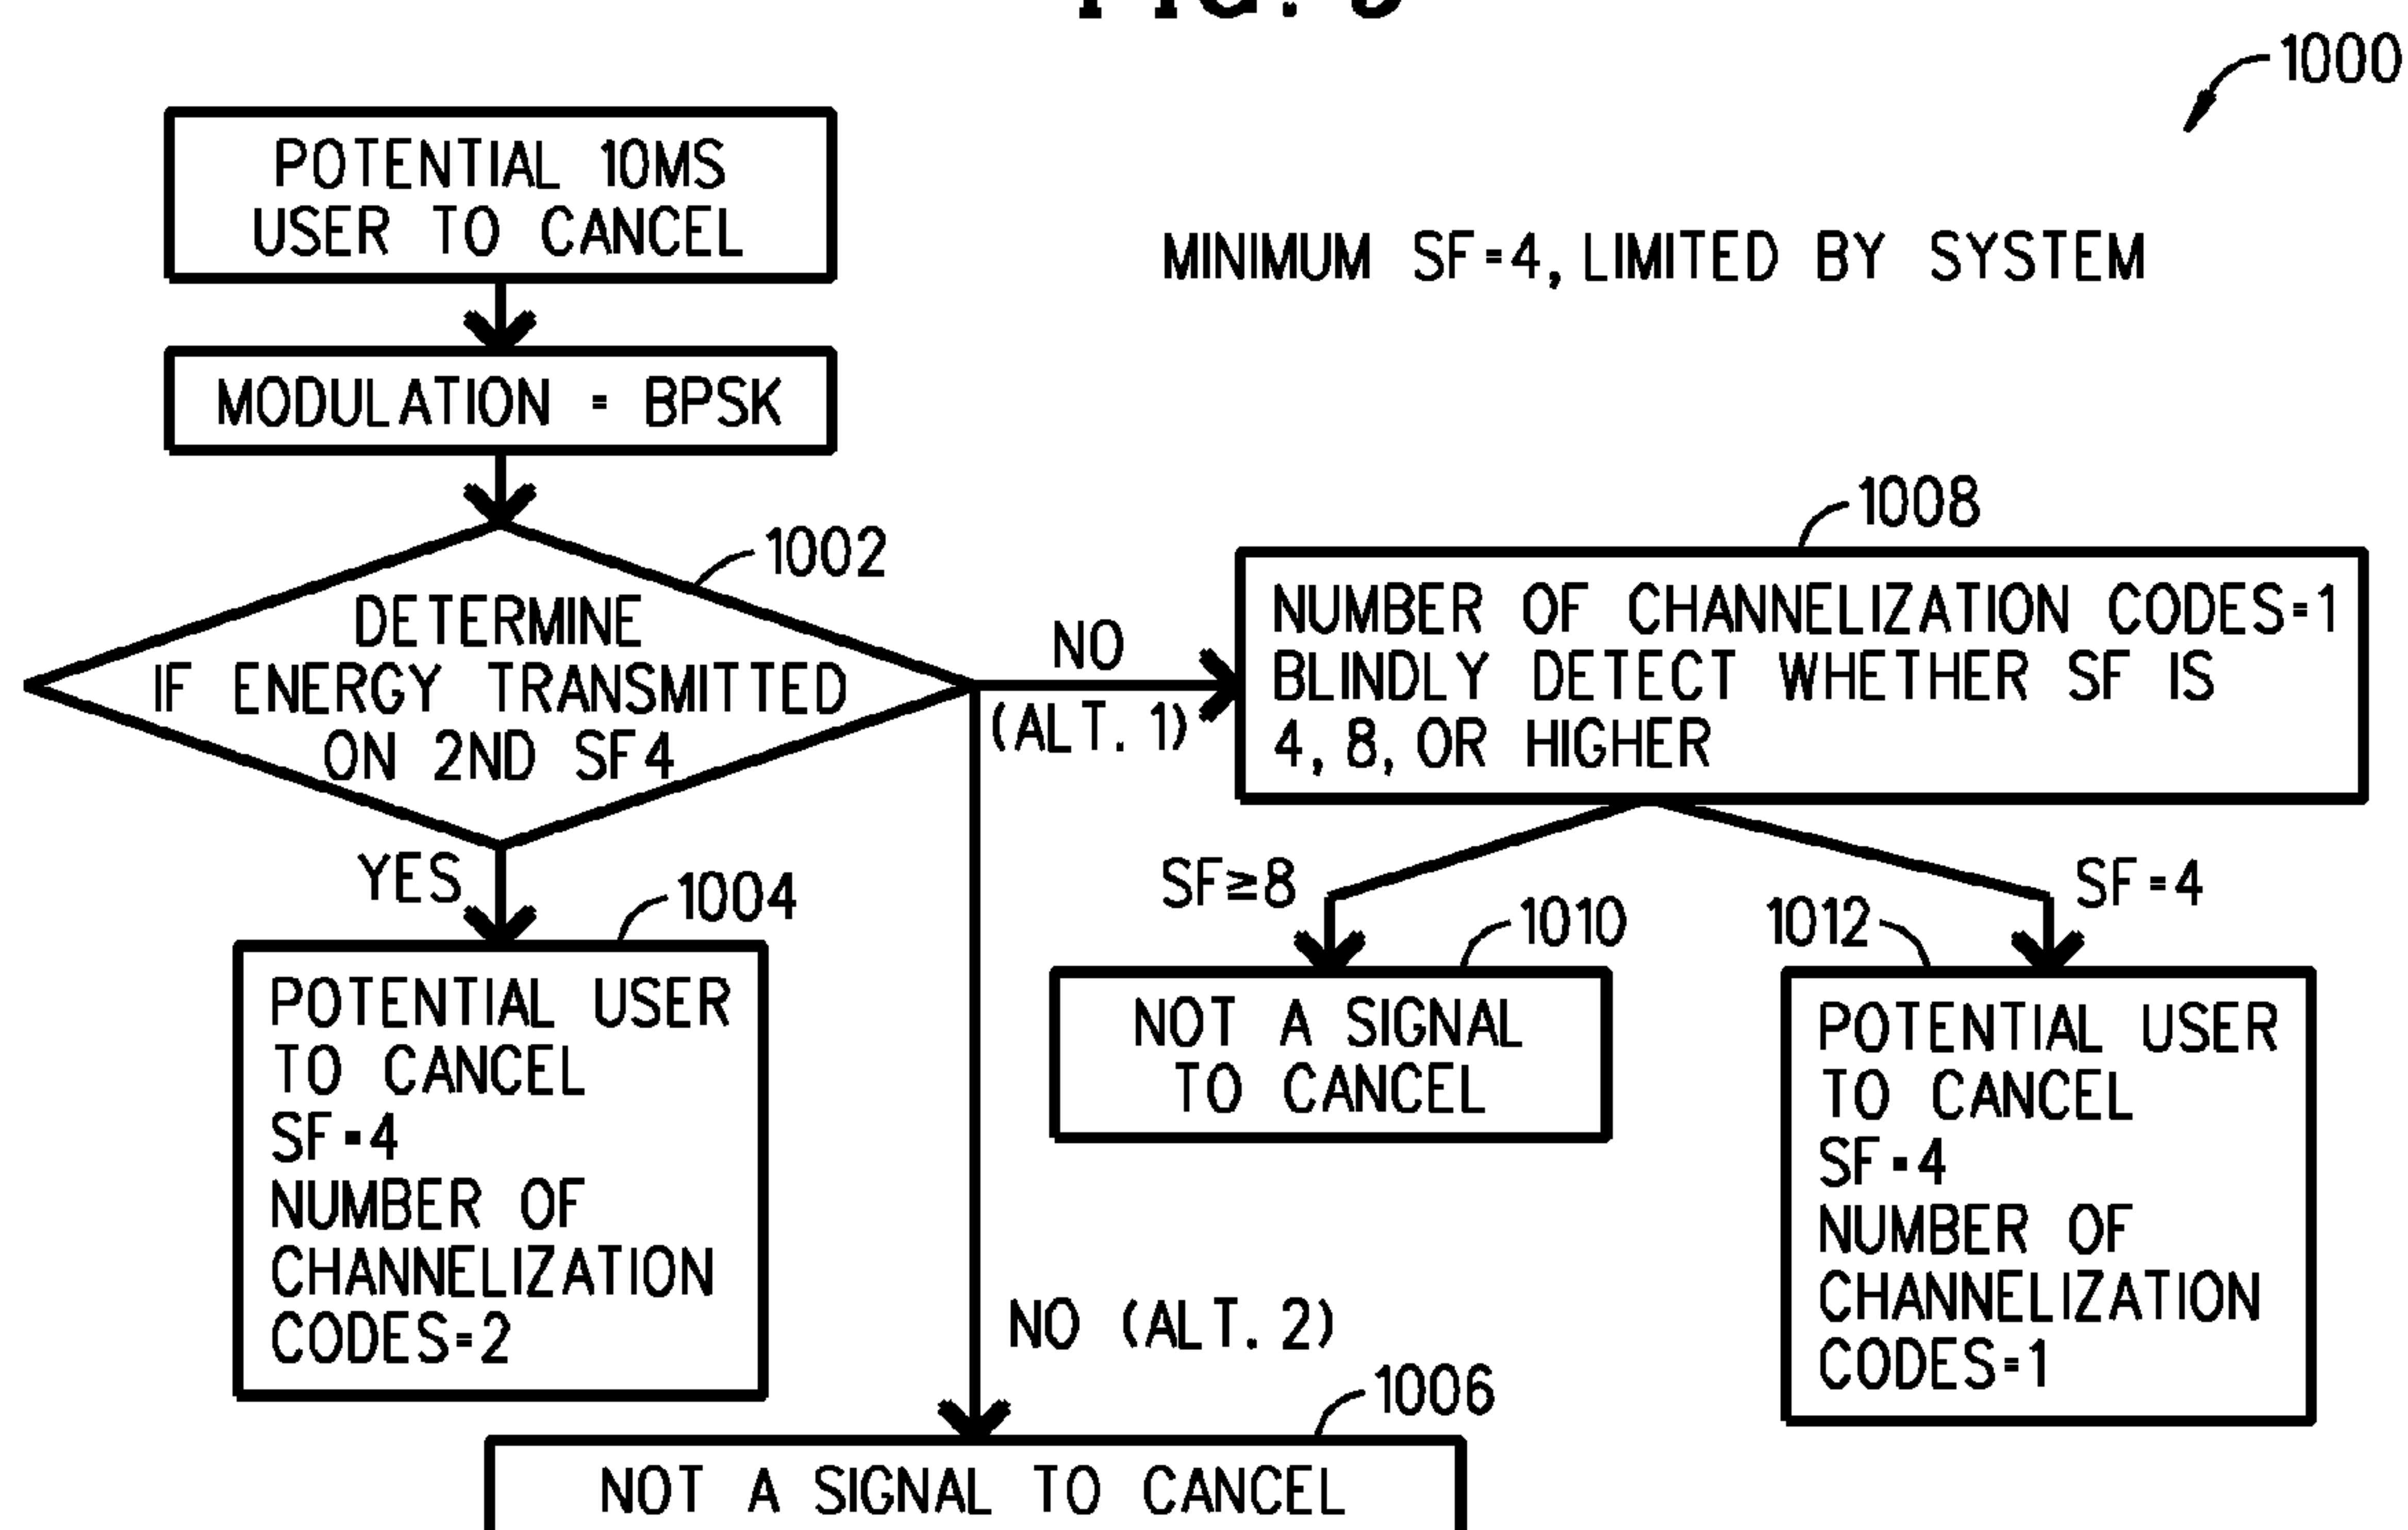 1000
POTENTIAL 10MS
USER TO CANCEL
MINIMUM SF=4, LIMITED BY SYSTEM
MODULATION = BPSK
1002
DETERMINE
IF ENERGY TRANSMITTED
ON 2ND SF4
NO
(ALT. 1)
1008
NUMBER OF CHANNELIZATION CODES=1
BLINDLY DETECT WHETHER SF IS
4, 8, OR HIGHER
YES
1004
POTENTIAL USER
TO CANCEL
SF=4
NUMBER OF
CHANNELIZATION
CODES=2
SF≥8
1010
NOT A SIGNAL
TO CANCEL
SF=4
1012
POTENTIAL USER
TO CANCEL
SF=4
NUMBER OF
CHANNELIZATION
CODES=1
NO (ALT. 2)
1006
NOT A SIGNAL TO CANCEL